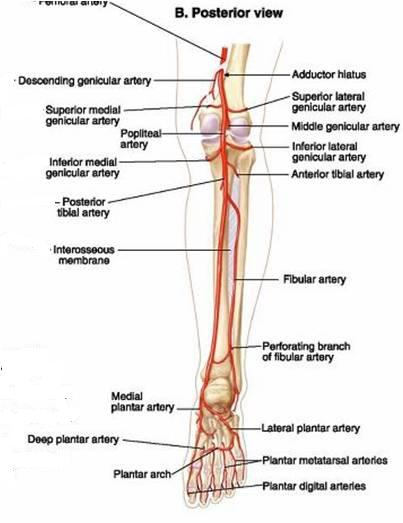 Femoral artery
B. Posterior view
Descending genicular artery
Adductor hiatus
Superior medial
genicular artery
Superior lateral
genicular artery
Popliteal
artery
Middle genicular artery
Inferior medial
genicular artery
Inferior lateral
genicular artery
Anterior tibial artery
Posterior
tibial artery
Interosseous
membrane
Fibular artery
Perforating branch
of fibular artery
Medial
plantar artery
Lateral plantar artery
Deep plantar artery
Plantar arch
Plantar metatarsal arteries
Plantar digital arteries